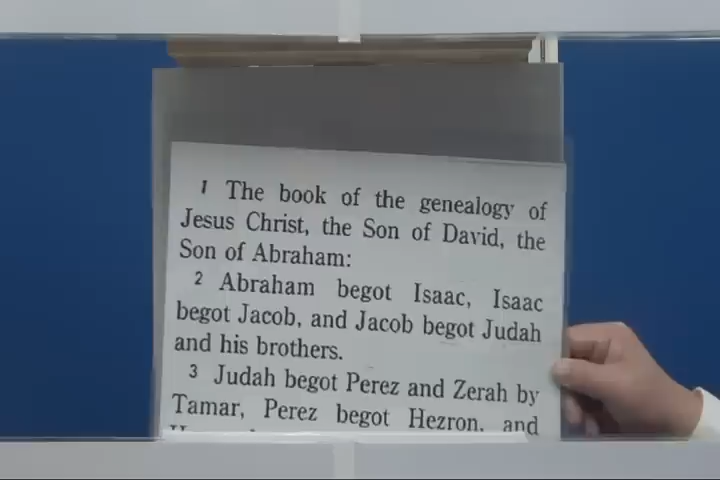 1 The book of the genealogy of
Jesus Christ, the Son of David, the
Son of Abraham:
2 Abraham begot Isaac, Isaac
begot Jacob, and Jacob begot Judah
and his brothers.
3 Judah begot Perez and Zerah by
Tamar, Perez begot Hezron, and